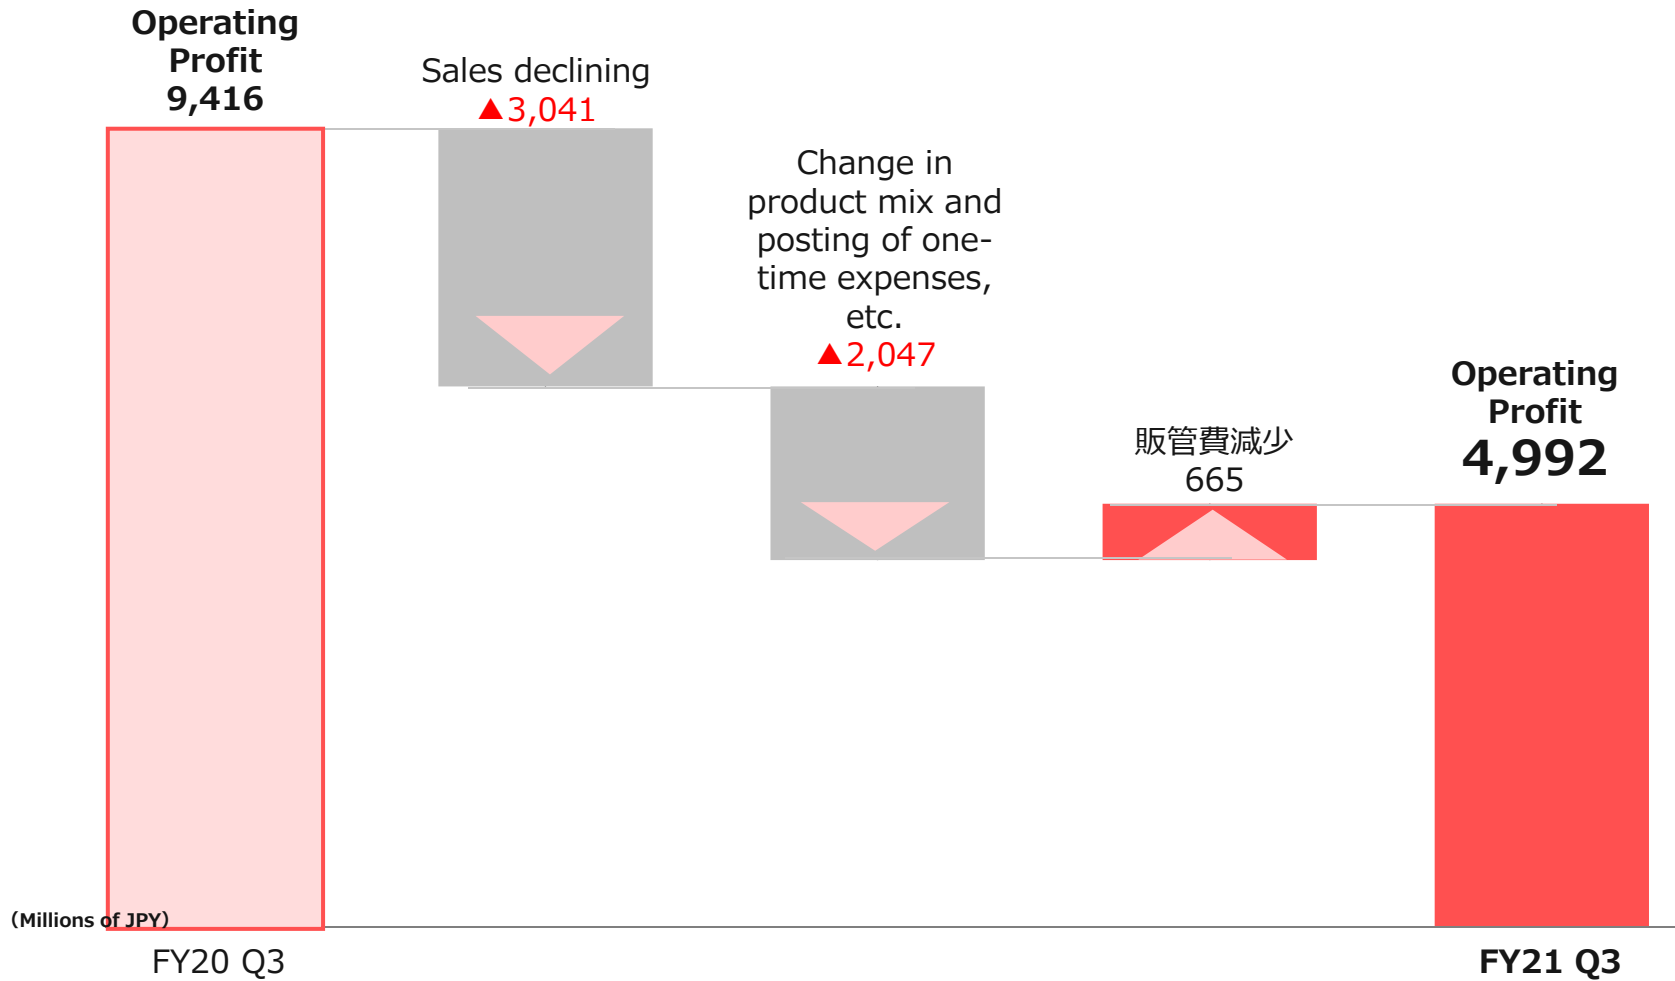 Operating
Profit
9,416
Sales declining
▲3,041
Change in
product mix and
posting of one-
time expenses,
etc.
▲2,047
販管費減少
665
Operating
Profit
4,992
(Millions of JPY)
FY20 Q3
FY21 Q3